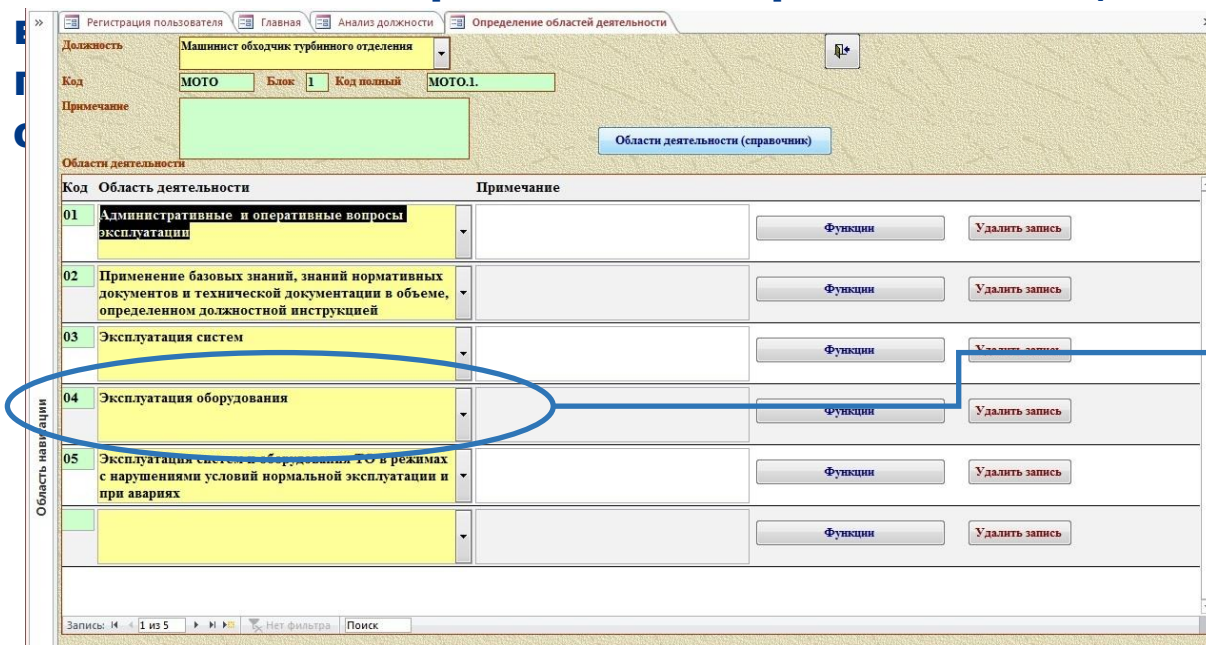 Регистрация пользователя Главная Анализ должности Определение областей деятельности
Должность Машинист обходчик турбинного отделения
Код МОТО Блок 1 Код полный МОТО.1.
Примечание
Области деятельности (справочник)
Области деятельности
Код Область деятельности Примечание
01 Административные и оперативные вопросы
эксплуатации
Функции Удалить запись
02 Применение базовых знаний, знаний нормативных
документов и технической документации в объеме,
определенном должностной инструкцией
Функции Удалить запись
03 Эксплуатация систем
Функции Удалить запись
04 Эксплуатация оборудования
Функции Удалить запись
05 Эксплуатация систем и оборудования ТО в режимах
с нарушениями условий нормальной эксплуатации и
при авариях
Функции Удалить запись
Функции Удалить запись
Область навигации
Запись: 1 из 5 Нет фильтра Поиск